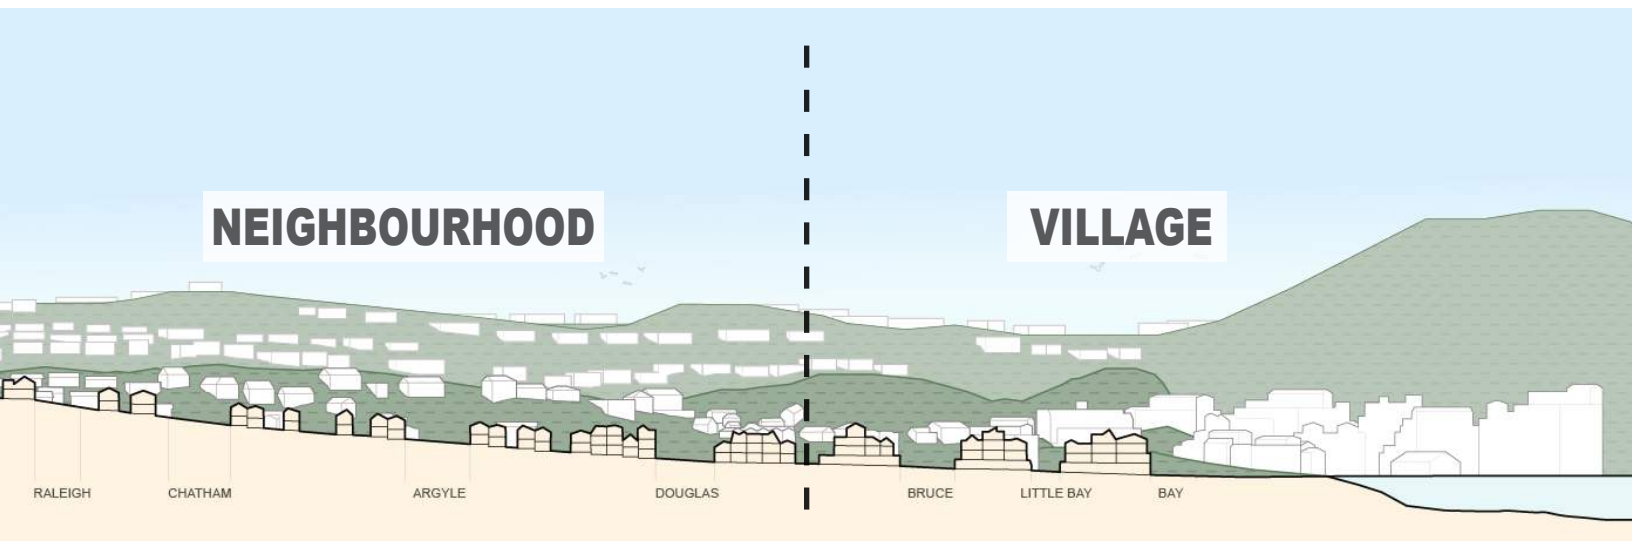 NEIGHBOURHOOD
VILLAGE
RALEIGH
CHATHAM
ARGYLE
DOUGLAS
BRUCE
LITTLE BAY
BAY